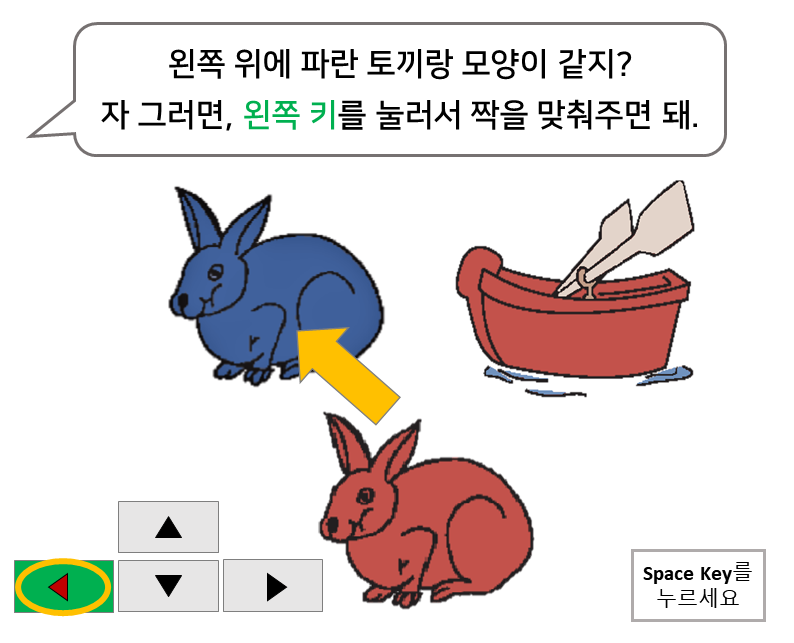 왼쪽 위에 파란 토끼랑 모양이 같지?
자 그러면, 왼쪽 키를 눌러서 짝을 맞춰주면 돼.
Space Key를
누르세요